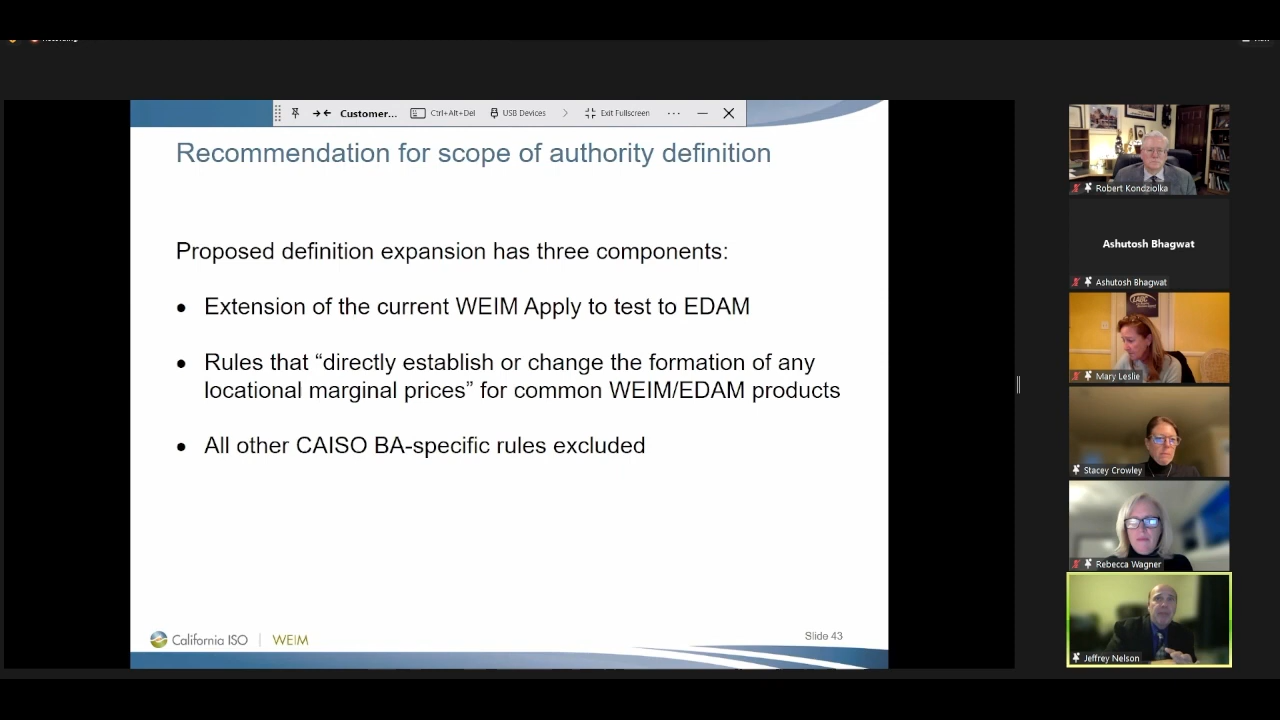 Customer...
Ctrl+Alt+Del
USB Devices
Exit Fullscreen
Recommendation for scope of authority definition
Proposed definition expansion has three components:
• Extension of the current WEIM Apply to test to EDAM
• Rules that “directly establish or change the formation of any
locational marginal prices” for common WEIM/EDAM products
• All other CAISO BA-specific rules excluded
California ISO | WEIM
Slide 43
Robert Kondziolka
Ashutosh Bhagwat
Ashutosh Bhagwat
Mary Leslie
Stacey Crowley
Rebecca Wagner
Jeffrey Nelson